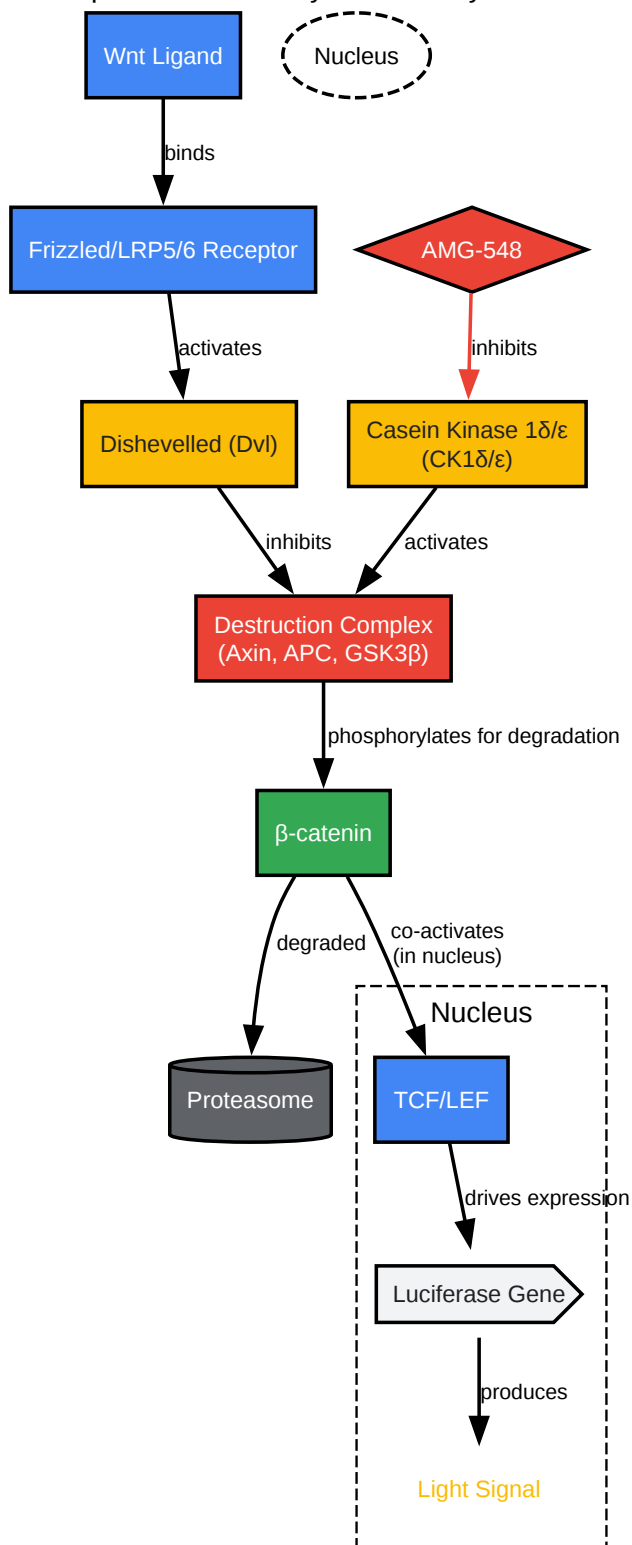 Wnt Ligand
Nucleus
binds
Frizzled/LRP5/6 Receptor
AMG-548
activates
inhibits
Dishevelled (Dvl)
Casein Kinase 1δ/ε
(CK1δ/ε)
inhibits
activates
Destruction Complex
(Axin, APC, GSK3β)
phosphorylates for degradation
β-catenin
degraded
co-activates
(in nucleus)
Nucleus
Proteasome
TCF/LEF
drives expression
Luciferase Gene
produces
Light Signal